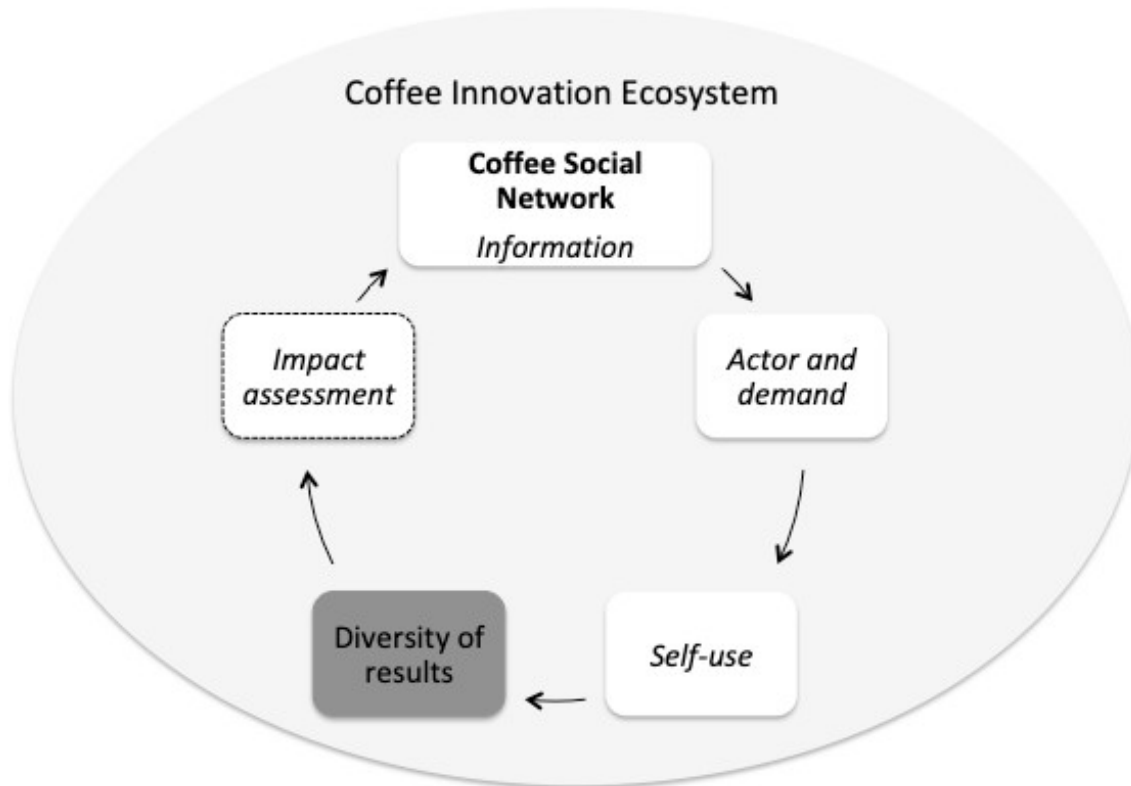 Coffee Innovation Ecosystem
Coffee Social
Network
Information
Impact
assessment
Actor and
demand
Diversity of
results
Self-use